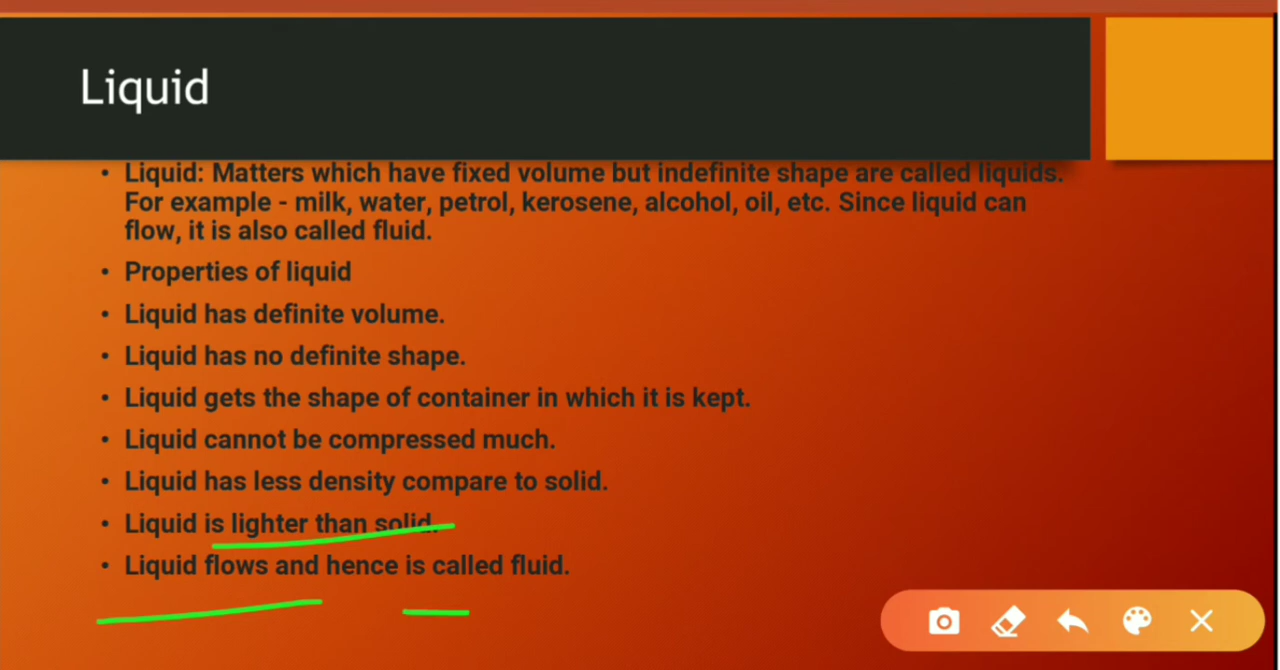 Liquid
• Liquid: Matters which have fixed volume but indefinite shape are called liquids.
For example - milk, water, petrol, kerosene, alcohol, oil, etc. Since liquid can
flow, it is also called fluid.
• Properties of liquid
• Liquid has definite volume.
• Liquid has no definite shape.
• Liquid gets the shape of container in which it is kept.
• Liquid cannot be compressed much.
• Liquid has less density compare to solid.
• Liquid is lighter than solid.
• Liquid flows and hence is called fluid.